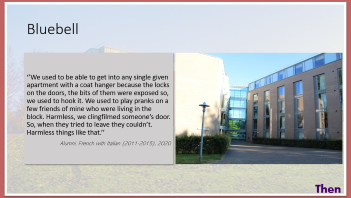 Bluebell
"We used to be able to get into any single given
apartment with a coat hanger because the locks
on the doors, the bits of them were exposed so,
we used to hook it. We used to play pranks on a
few friends of mine who were living in the
block. Harmless, we clingfilmed someone's door.
So, when they tried to leave they couldn't.
Harmless things like that."
Alumni, French with Italian (2011-2015), 2020
Then